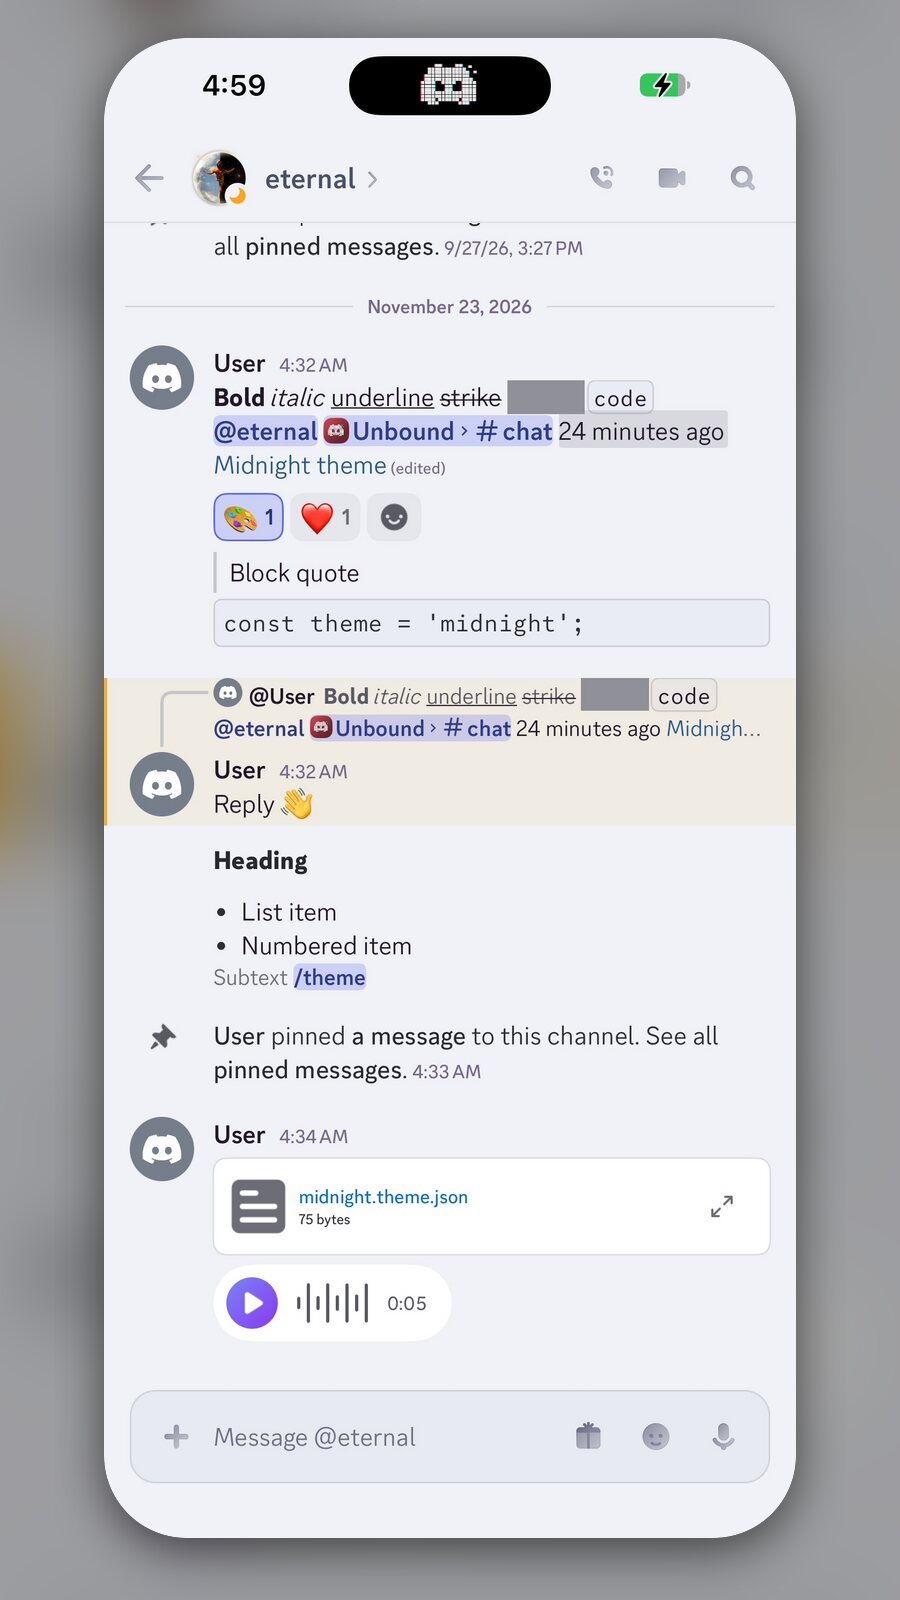 4:59
eternal
all pinned messages. 9/27/26, 3:27 PM
November 23, 2026
User 4:32 AM
Bold italic underline strike code
@eternal Unbound › # chat 24 minutes ago
Midnight theme (edited)
1 1
Block quote
const theme = 'midnight';
@User Bold italic underline strike code
@eternal Unbound › # chat 24 minutes ago Midnigh...
User 4:32 AM
Reply 👋
Heading
• List item
• Numbered item
Subtext /theme
User pinned a message to this channel. See all
pinned messages. 4:33 AM
User 4:34 AM
midnight.theme.json
75 bytes
0:05
Message @eternal